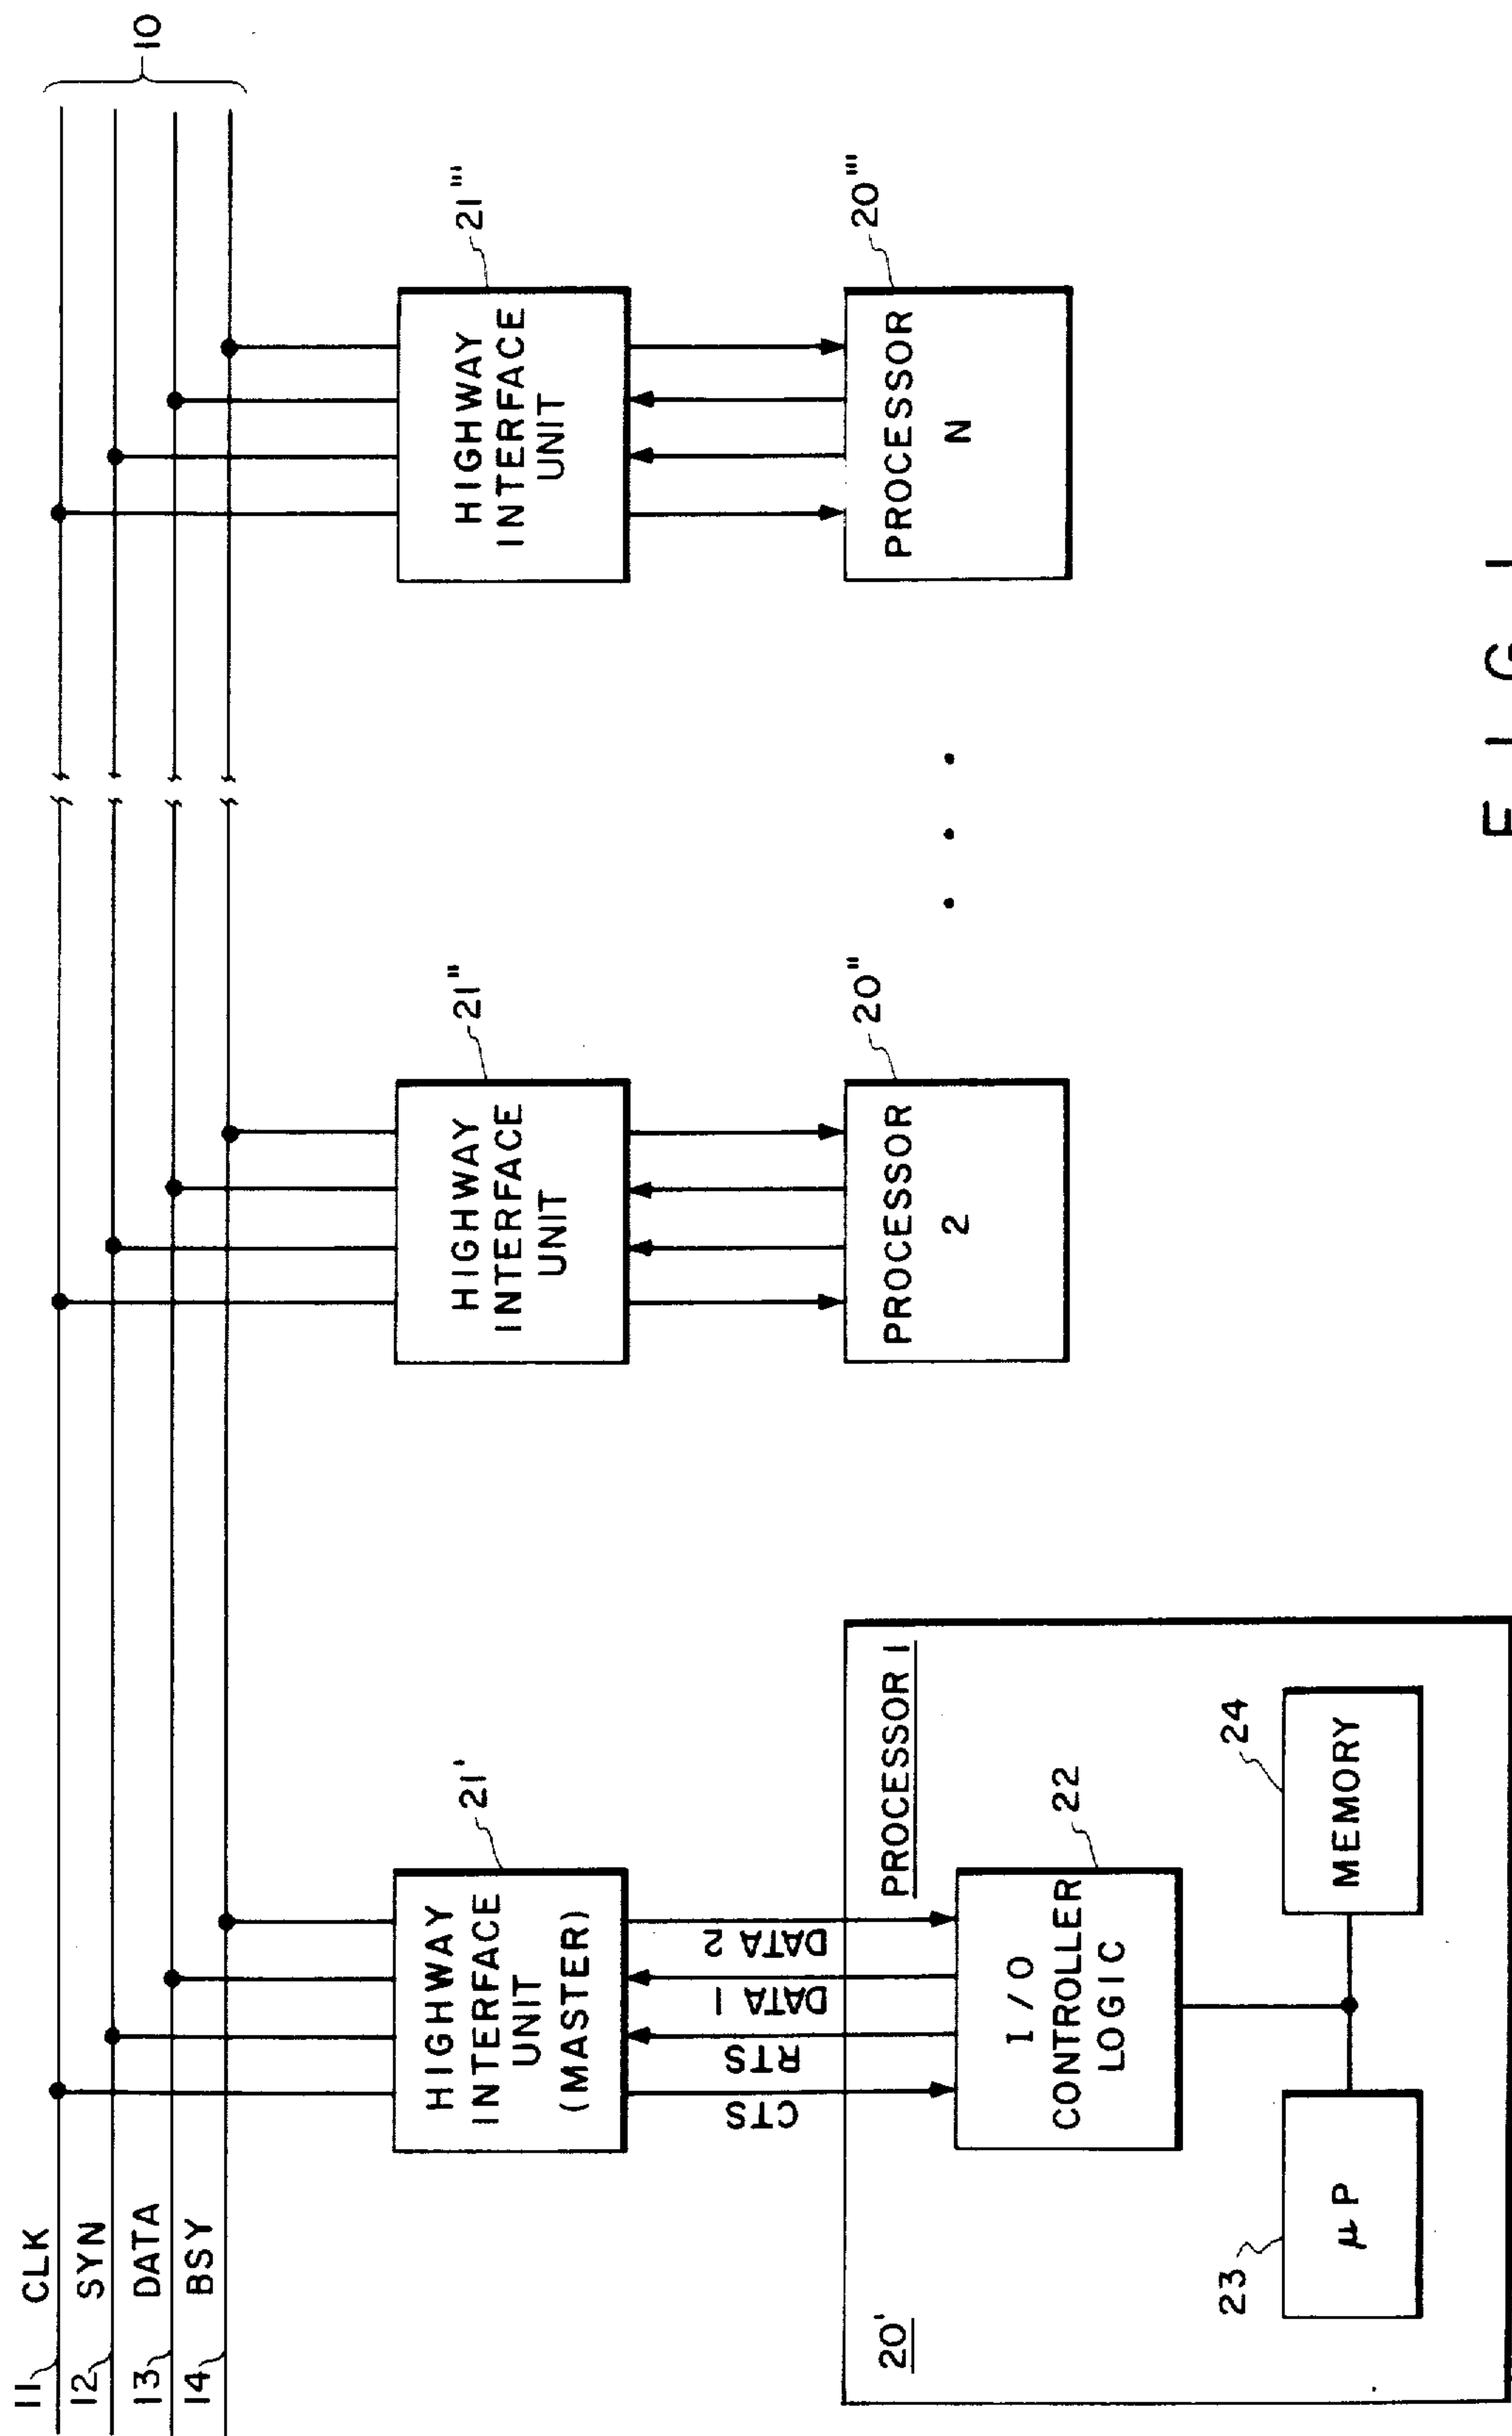 10
11 CLK
12 SYN
13 DATA
14 BSY
HIGHWAY
INTERFACE
UNIT
(MASTER)
21'
HIGHWAY
INTERFACE
UNIT
21"
HIGHWAY
INTERFACE
UNIT
21'''
CTS
RTS
DATA 1
DATA 2
20'
PROCESSOR 1
I/O
CONTROLLER
LOGIC
22
23
μP
24
MEMORY
PROCESSOR
2
20"
PROCESSOR
N
20'''
FIG 1